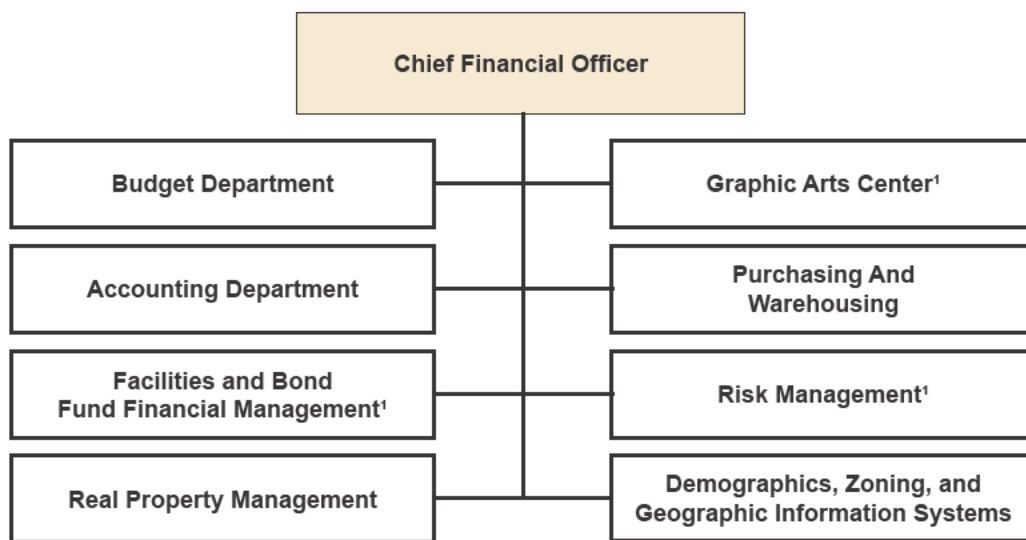 Chief Financial Officer
Budget Department
Graphic Arts Center¹
Accounting Department
Purchasing And
Warehousing
Facilities and Bond
Fund Financial Management¹
Risk Management¹
Real Property Management
Demographics, Zoning, and
Geographic Information Systems